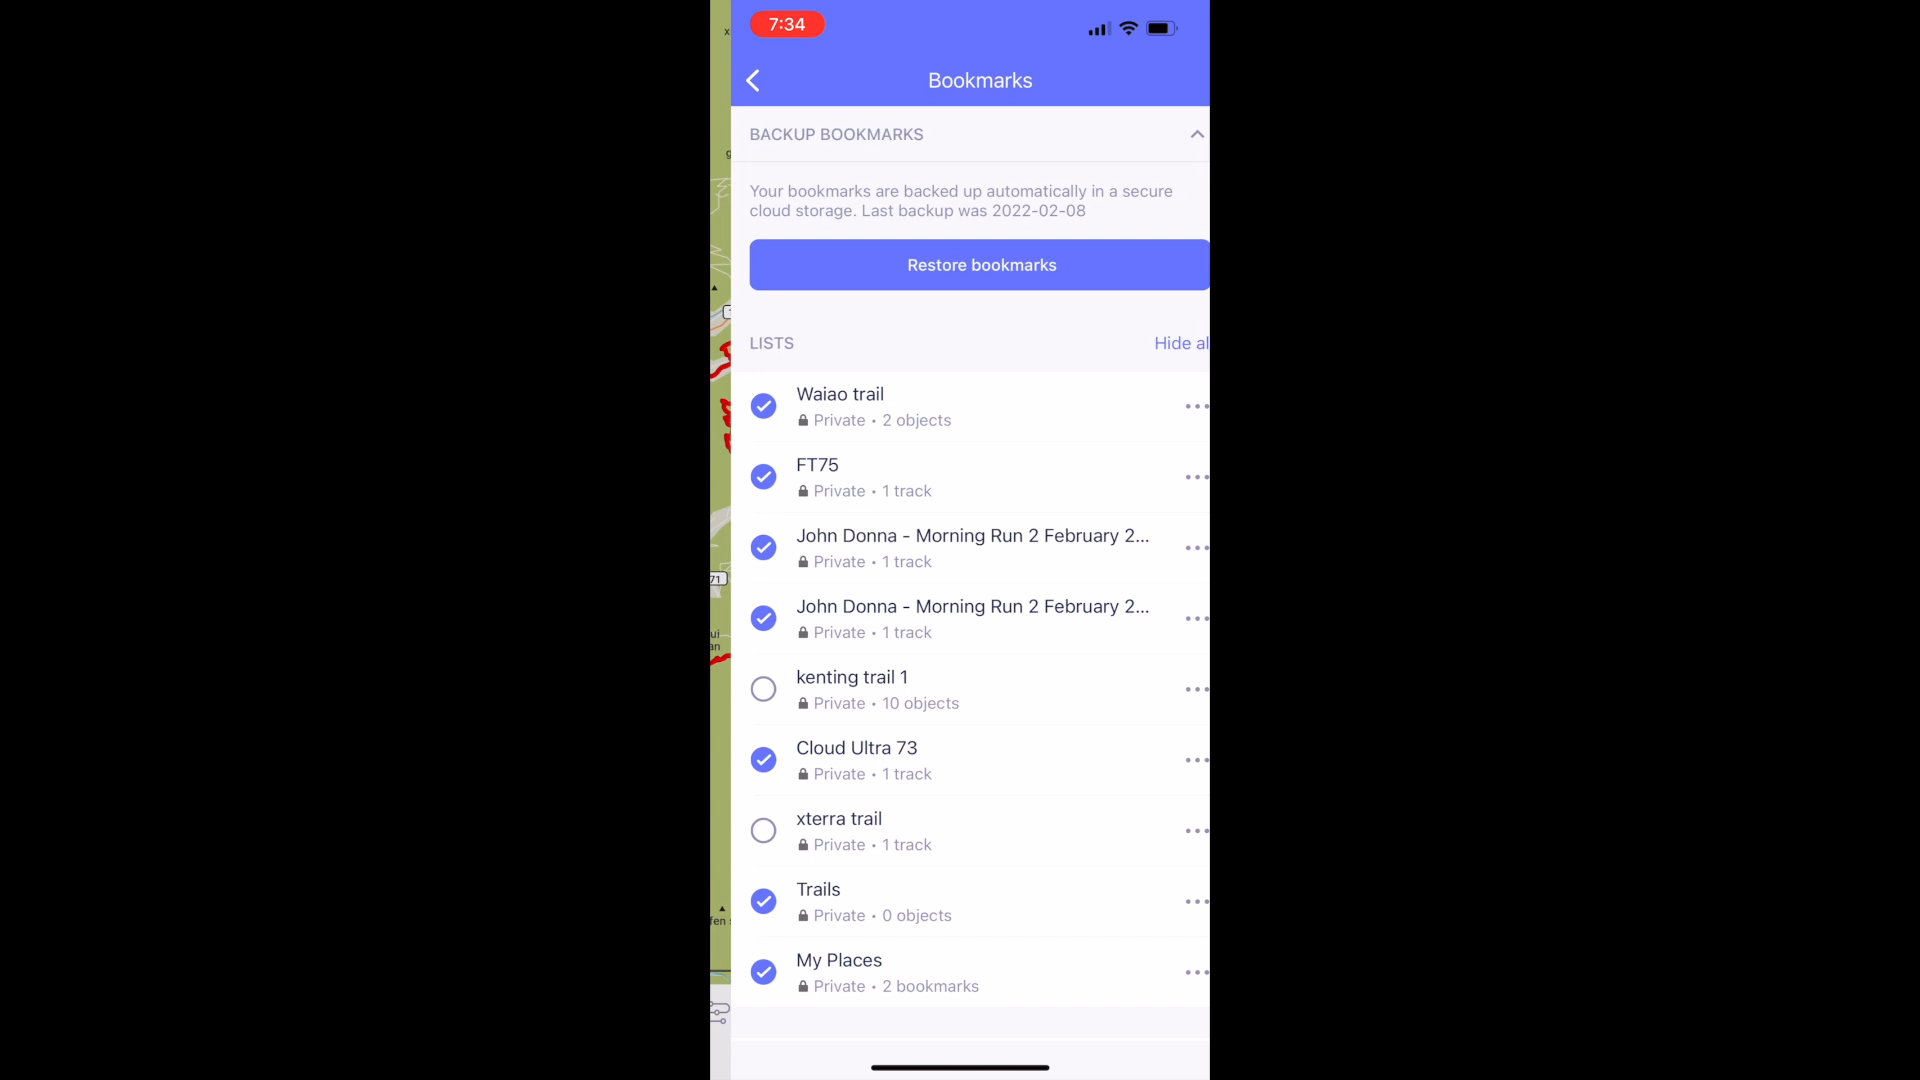 7:34
Bookmarks
BACKUP BOOKMARKS
Your bookmarks are backed up automatically in a secure
cloud storage. Last backup was 2022-02-08
Restore bookmarks
LISTS
Hide al
Waiao trail
Private • 2 objects
FT75
Private • 1 track
John Donna - Morning Run 2 February 2...
Private • 1 track
John Donna - Morning Run 2 February 2...
Private • 1 track
kenting trail 1
Private • 10 objects
Cloud Ultra 73
Private • 1 track
xterra trail
Private • 1 track
Trails
Private • 0 objects
My Places
Private • 2 bookmarks
71